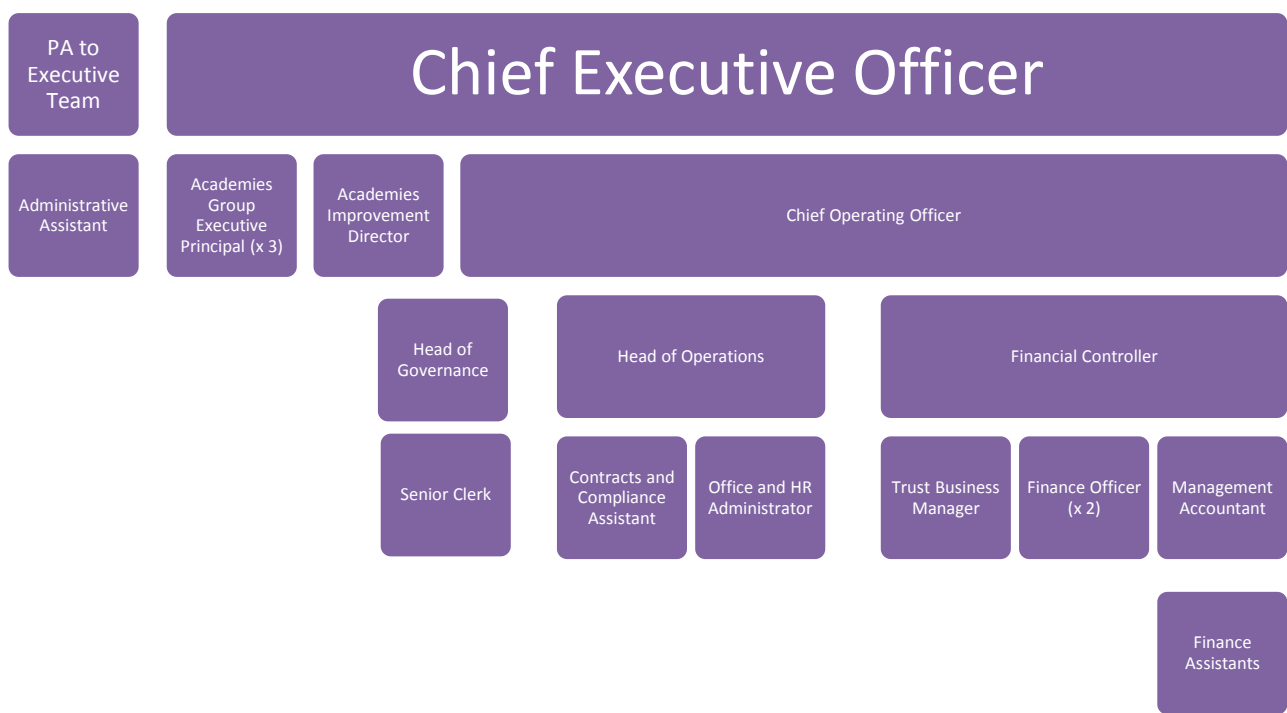 PA to
Executive
Team
Chief Executive Officer
Administrative
Assistant
Academies
Group
Executive
Principal (x 3)
Academies
Improvement
Director
Chief Operating Officer
Head of
Governance
Head of Operations
Financial Controller
Senior Clerk
Contracts and
Compliance
Assistant
Office and HR
Administrator
Trust Business
Manager
Finance Officer
(x 2)
Management
Accountant
Finance
Assistants